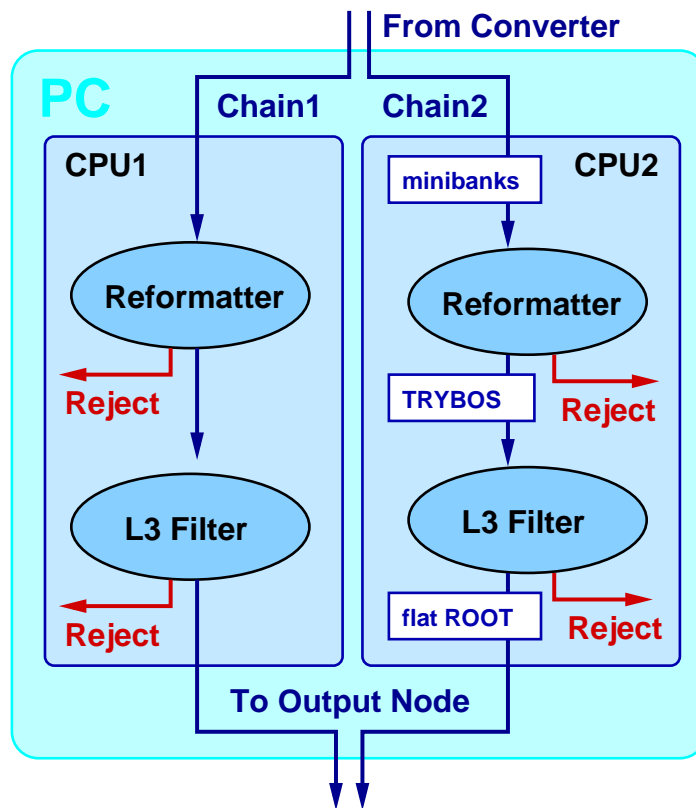 From Converter
PC
Chain1
Chain2
CPU1
CPU2
minibanks
Reformatter
Reformatter
Reject
TRYBOS
Reject
L3 Filter
L3 Filter
Reject
flat ROOT
Reject
To Output Node